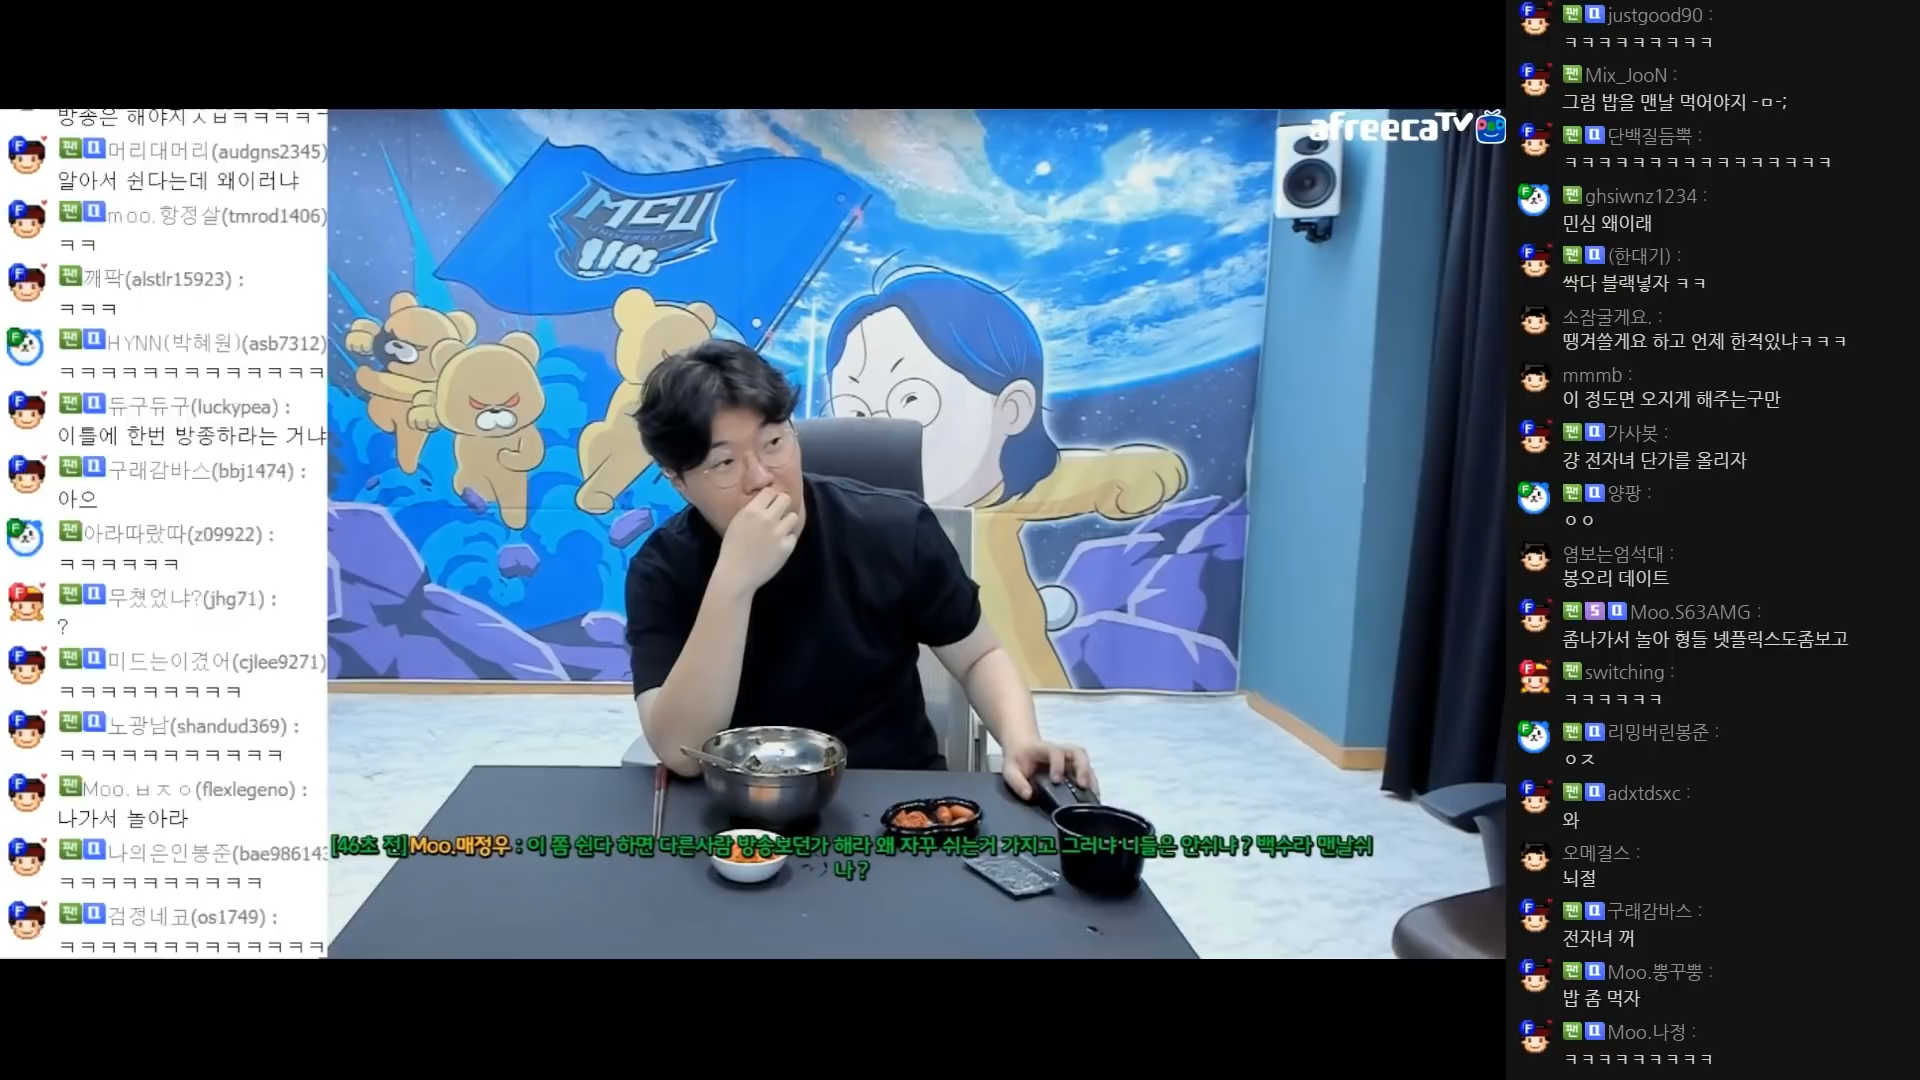 방송은 해야지ㅅㅂㅋㅋㅋㅋ
팬 머리대머리(audgns2345)
알아서 쉰다는데 왜이러냐
팬 moo.항정살(tmrod1406)
ㅋㅋ
팬 깨팍(alstlr15923) :
ㅋㅋㅋ
팬 HYNN(박혜원)(asb7312)
ㅋㅋㅋㅋㅋㅋㅋㅋㅋㅋㅋㅋㅋ
팬 듀구듀구(luckypea) :
이틀에 한번 방종하라는 거냐
팬 구래감바스(bbj1474) :
아으
팬 아라따랐따(z09922) :
ㅋㅋㅋㅋㅋㅋ
팬 무쳤었냐?(jhg71) :
?
팬 미드는이겼어(cjlee9271)
ㅋㅋㅋㅋㅋㅋㅋㅋㅋ
팬 노광남(shandud369) :
ㅋㅋㅋㅋㅋㅋㅋㅋㅋㅋㅋ
팬 Moo.ㅂㅈㅇ(flexlegeno) :
나가서 놀아라
팬 나의은인봉준(bae986143
ㅋㅋㅋㅋㅋㅋㅋㅋㅋㅋ
팬 검정네코(os1749) :
ㅋㅋㅋㅋㅋㅋㅋㅋㅋㅋㅋㅋㅋ
MCU
UNIVERSITY
afreecaTV
[46초 전] Moo.매정우 : 이 쫌 쉰다 하면 다른사람 방송보던가 해라 왜 자꾸 쉬는거 가지고 그러냐 니들은 안쉬냐? 백수라 맨날쉬
나?
팬 justgood90 :
ㅋㅋㅋㅋㅋㅋㅋㅋㅋ
팬 Mix_JooN :
그럼 밥을 맨날 먹어야지 -ㅁ-;
팬 단백질듬뿍 :
ㅋㅋㅋㅋㅋㅋㅋㅋㅋㅋㅋㅋㅋㅋㅋㅋ
팬 ghsiwnz1234 :
민심 왜이래
팬 (한대기) :
싹다 블랙넣자 ㅋㅋ
소잠굴게요. :
땡겨쓸게요 하고 언제 한적있냐ㅋㅋㅋ
mmmb :
이 정도면 오지게 해주는구만
팬 가사봇 :
걍 전자녀 단가를 올리자
팬 양팡 :
ㅇㅇ
염보는엄석대 :
봉오리 데이트
팬 S Moo.S63AMG :
좀나가서 놀아 형들 넷플릭스도좀보고
팬 switching :
ㅋㅋㅋㅋㅋㅋ
팬 리밍버린봉준 :
ㅇㅈ
팬 adxtdsxc :
와
오메걸스 :
뇌절
팬 구래감바스 :
전자녀 꺼
팬 Moo.뿡꾸뿡 :
밥 좀 먹자
팬 Moo.나정 :
ㅋㅋㅋㅋㅋㅋㅋㅋㅋ